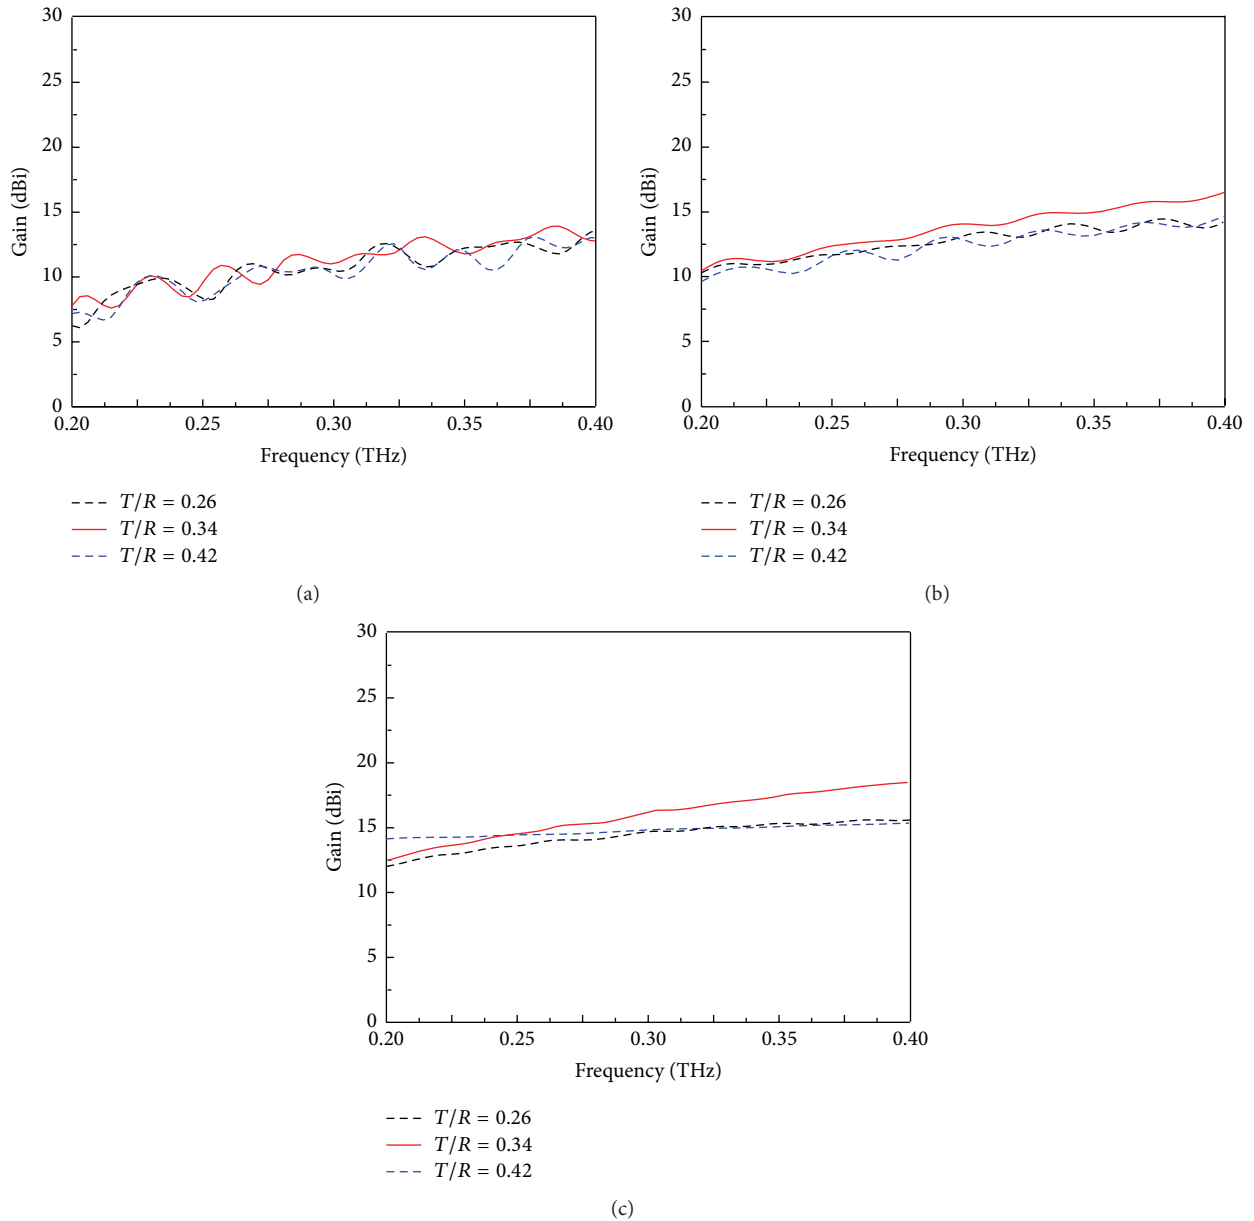 30
25
20
15
10
5
0
Gain (dBi)
0.20 0.25 0.30 0.35 0.40
Frequency (THz)
T/R = 0.26
T/R = 0.34
T/R = 0.42
(a)
30
25
20
15
10
5
0
Gain (dBi)
0.20 0.25 0.30 0.35 0.40
Frequency (THz)
T/R = 0.26
T/R = 0.34
T/R = 0.42
(b)
30
25
20
15
10
5
0
Gain (dBi)
0.20 0.25 0.30 0.35 0.40
Frequency (THz)
T/R = 0.26
T/R = 0.34
T/R = 0.42
(c)